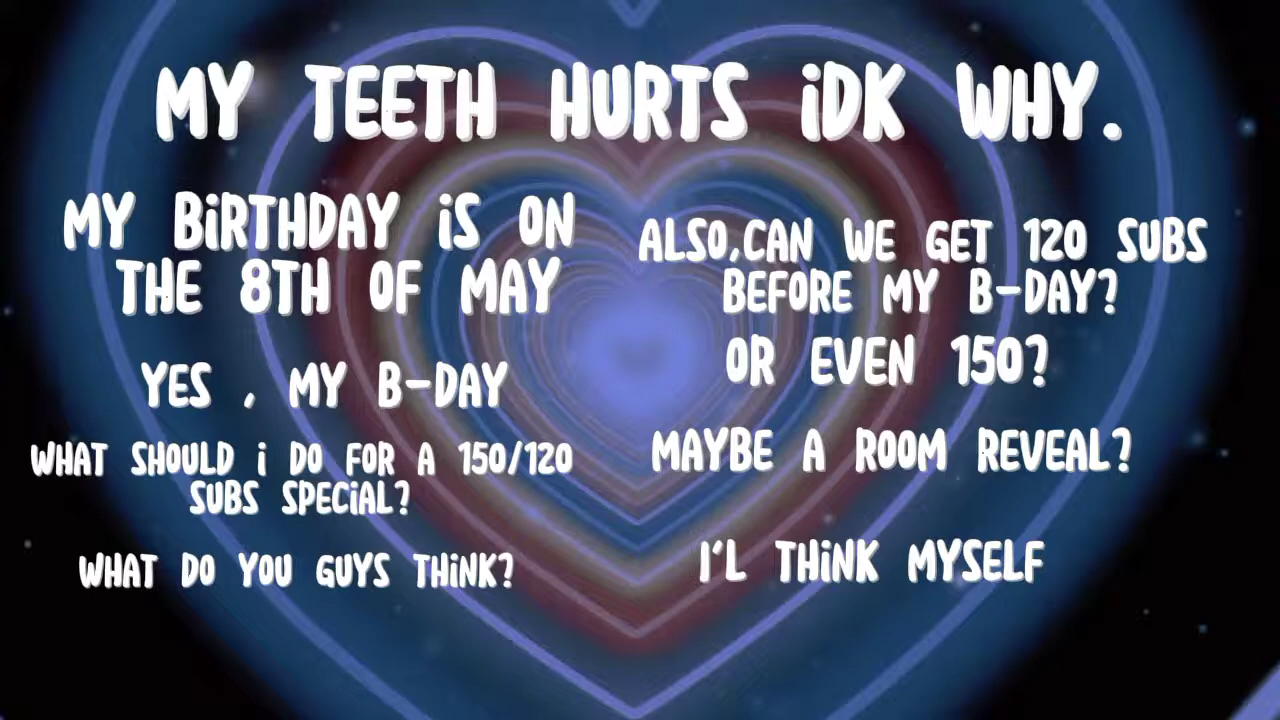 MY TEETH HURTS iDK WHY.
MY BiRTHDAY iS ON
THE 8TH OF MAY
YES , MY B-DAY
WHAT SHOULD i DO FOR A 150/120
SUBS SPECiAL?
WHAT DO YOU GUYS THiNK?
ALSO,CAN WE GET 120 SUBS
BEFORE MY B-DAY?
OR EVEN 150?
MAYBE A ROOM REVEAL?
I'L THiNK MYSELF